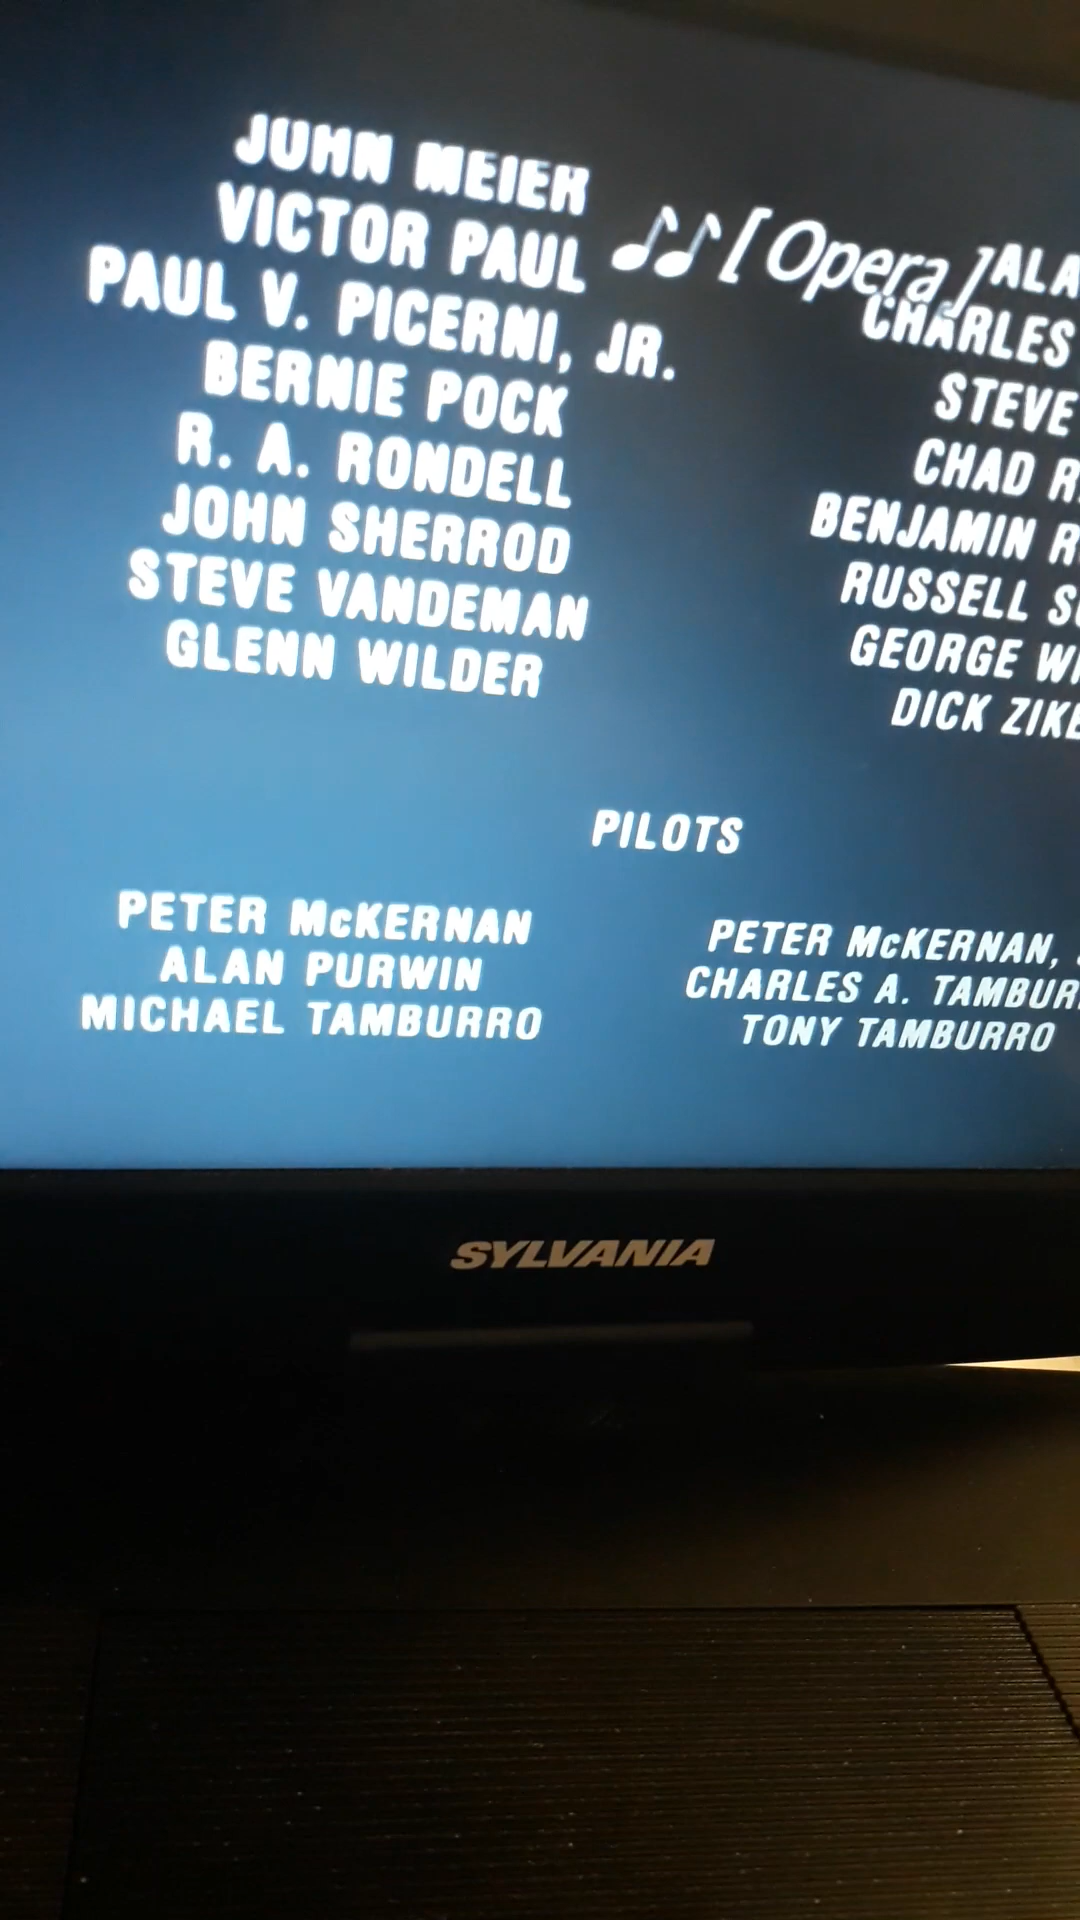 JOHN MEIER
VICTOR PAUL
PAUL V. PICERNI, JR.
BERNIE POCK
R. A. RONDELL
JOHN SHERROD
STEVE VANDEMAN
GLENN WILDER
♪♪ [Opera]
CHARLES
STEVE
CHAD
BENJAMIN
RUSSELL
GEORGE
DICK
PILOTS
PETER McKERNAN
ALAN PURWIN
MICHAEL TAMBURRO
PETER McKERNAN,
CHARLES A.
TONY TAMBURRO
SYLVANIA